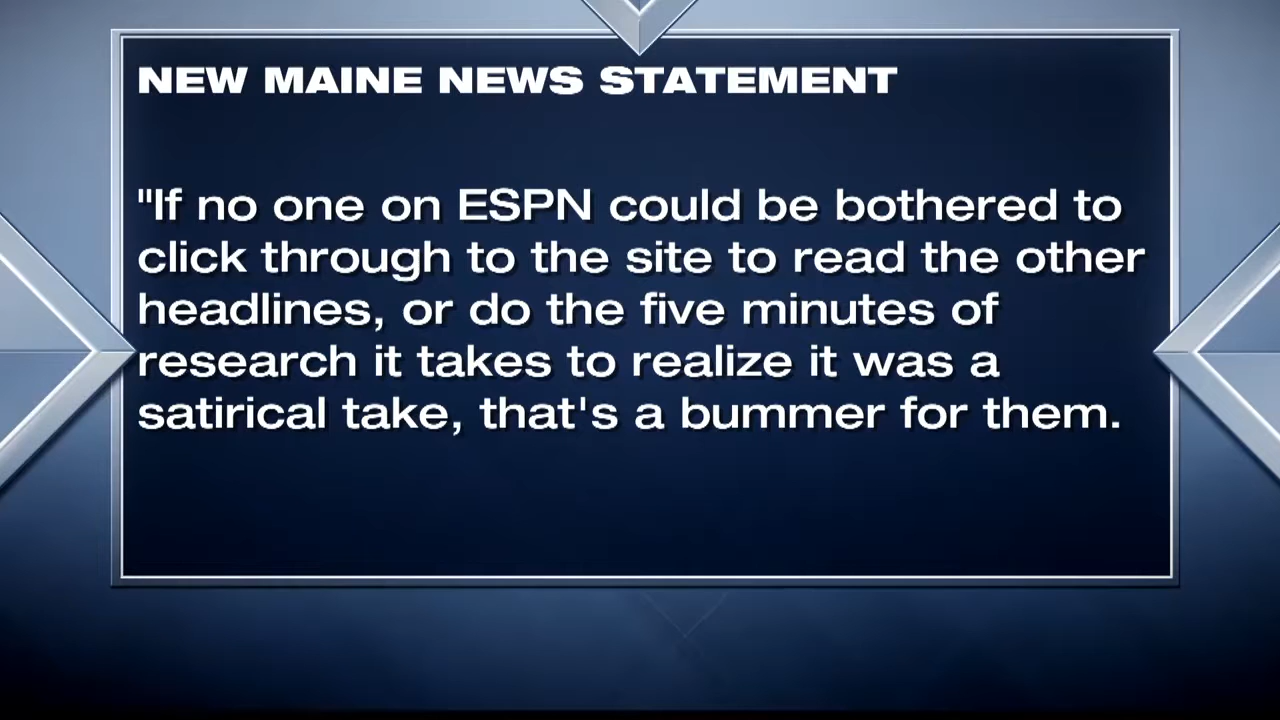 NEW MAINE NEWS STATEMENT
"If no one on ESPN could be bothered to
click through to the site to read the other
headlines, or do the five minutes of
research it takes to realize it was a
satirical take, that's a bummer for them.